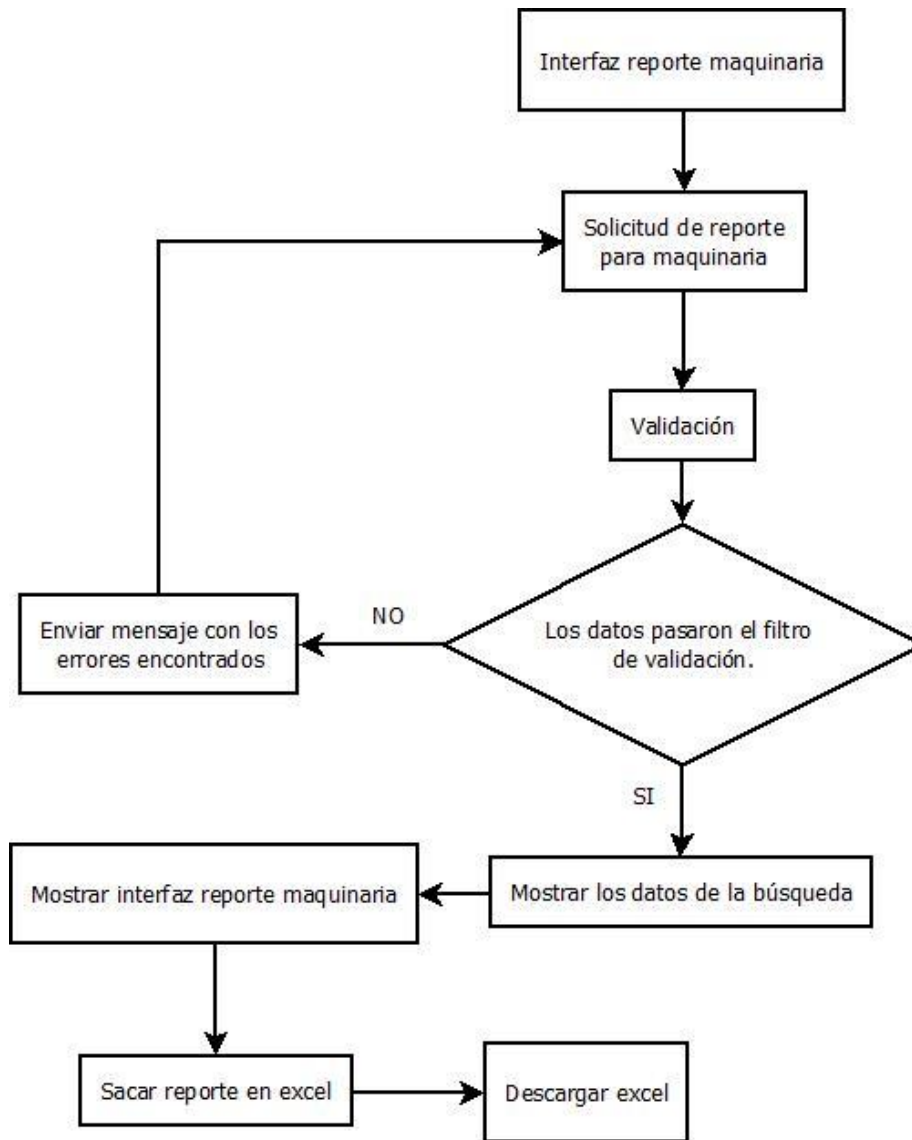 Interfaz reporte maquinaria
Solicitud de reporte
para maquinaria
Validación
Los datos pasaron el filtro
de validación.
NO
Enviar mensaje con los
errores encontrados
SI
Mostrar los datos de la búsqueda
Mostrar interfaz reporte maquinaria
Sacar reporte en excel
Descargar excel